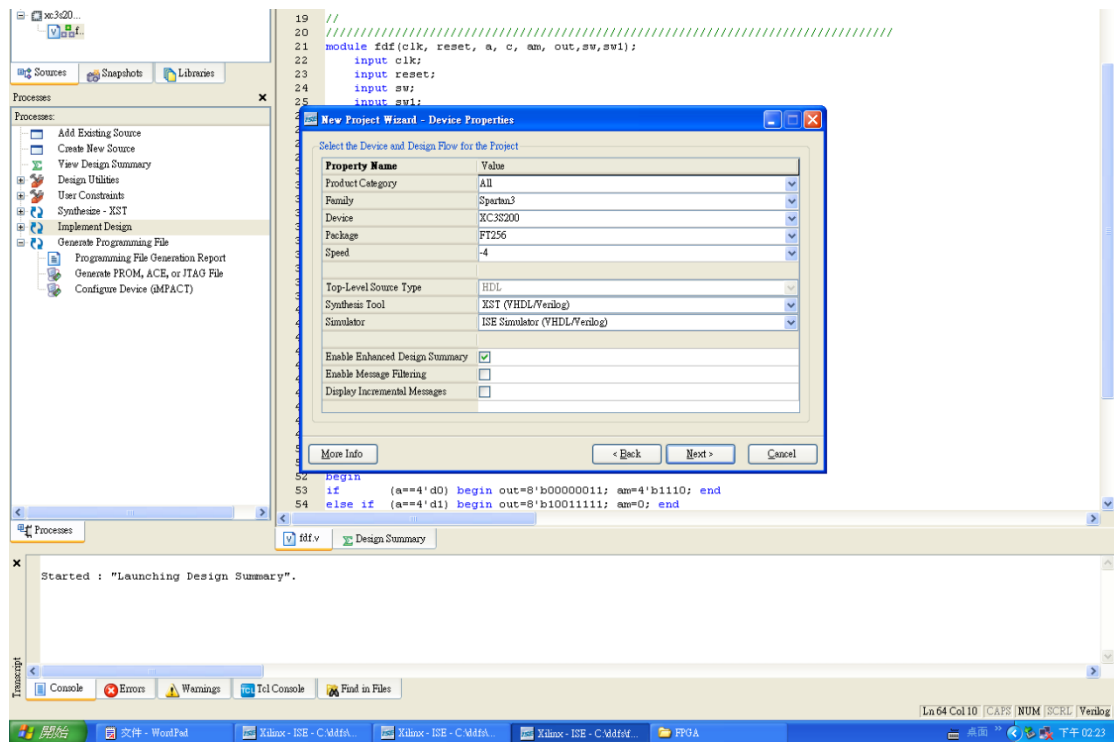 xc3s20...
f..
Sources
Snapshots
Libraries
Processes
Processes:
Add Existing Source
Create New Source
View Design Summary
Design Utilities
User Constraints
Synthesize - XST
Implement Design
Generate Programming File
Programming File Generation Report
Generate PROM, ACE, or JTAG File
Configure Device (iMPACT)
Processes
19 //
20 //////////////////////////////////////////////////////////////////////////////////
21 module fdf(clk, reset, a, c, am, out,sw,sw1);
22 input clk;
23 input reset;
24 input sw;
25 input sw1;
New Project Wizard - Device Properties
Select the Device and Design Flow for the Project
Property Name Value
Product Category All
Family Spartan3
Device XC3S200
Package FT256
Speed -4
Top-Level Source Type HDL
Synthesis Tool XST (VHDL/Verilog)
Simulator ISE Simulator (VHDL/Verilog)
Enable Enhanced Design Summary
Enable Message Filtering
Display Incremental Messages
More Info
< Back
Next >
Cancel
52 begin
53 if (a==4'd0) begin out=8'b00000011; am=4'b1110; end
54 else if (a==4'd1) begin out=8'b10011111; am=0; end
fdf.v
Design Summary
Started : "Launching Design Summary".
Transcript
Console
Errors
Warnings
Tcl Console
Find in Files
Ln 64 Col 10 CAPS NUM SCRL Verilog
開始
文件 - WordPad
Xilinx - ISE - C:\ddfs\...
Xilinx - ISE - C:\ddfs\...
Xilinx - ISE - C:\ddfs\f...
FPGA
桌面
下午 02:23